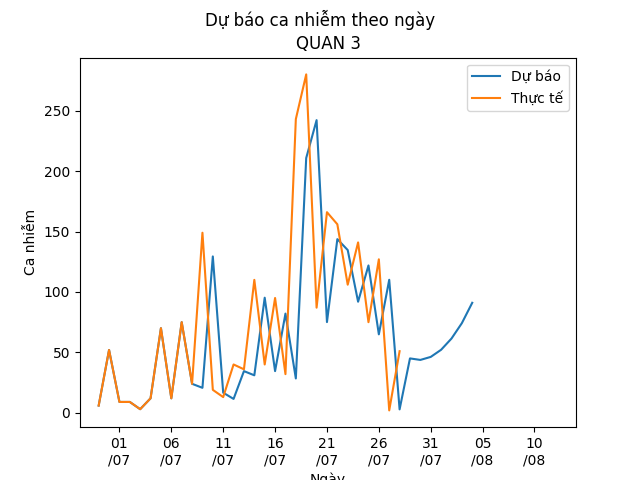 Dự báo ca nhiễm theo ngày
QUAN 3
Dự báo
Thực tế
Ca nhiễm
250
200
150
100
50
0
01 06 11 16 21 26 31 05 10
/07 /07 /07 /07 /07 /07 /07 /08 /08
Ngày